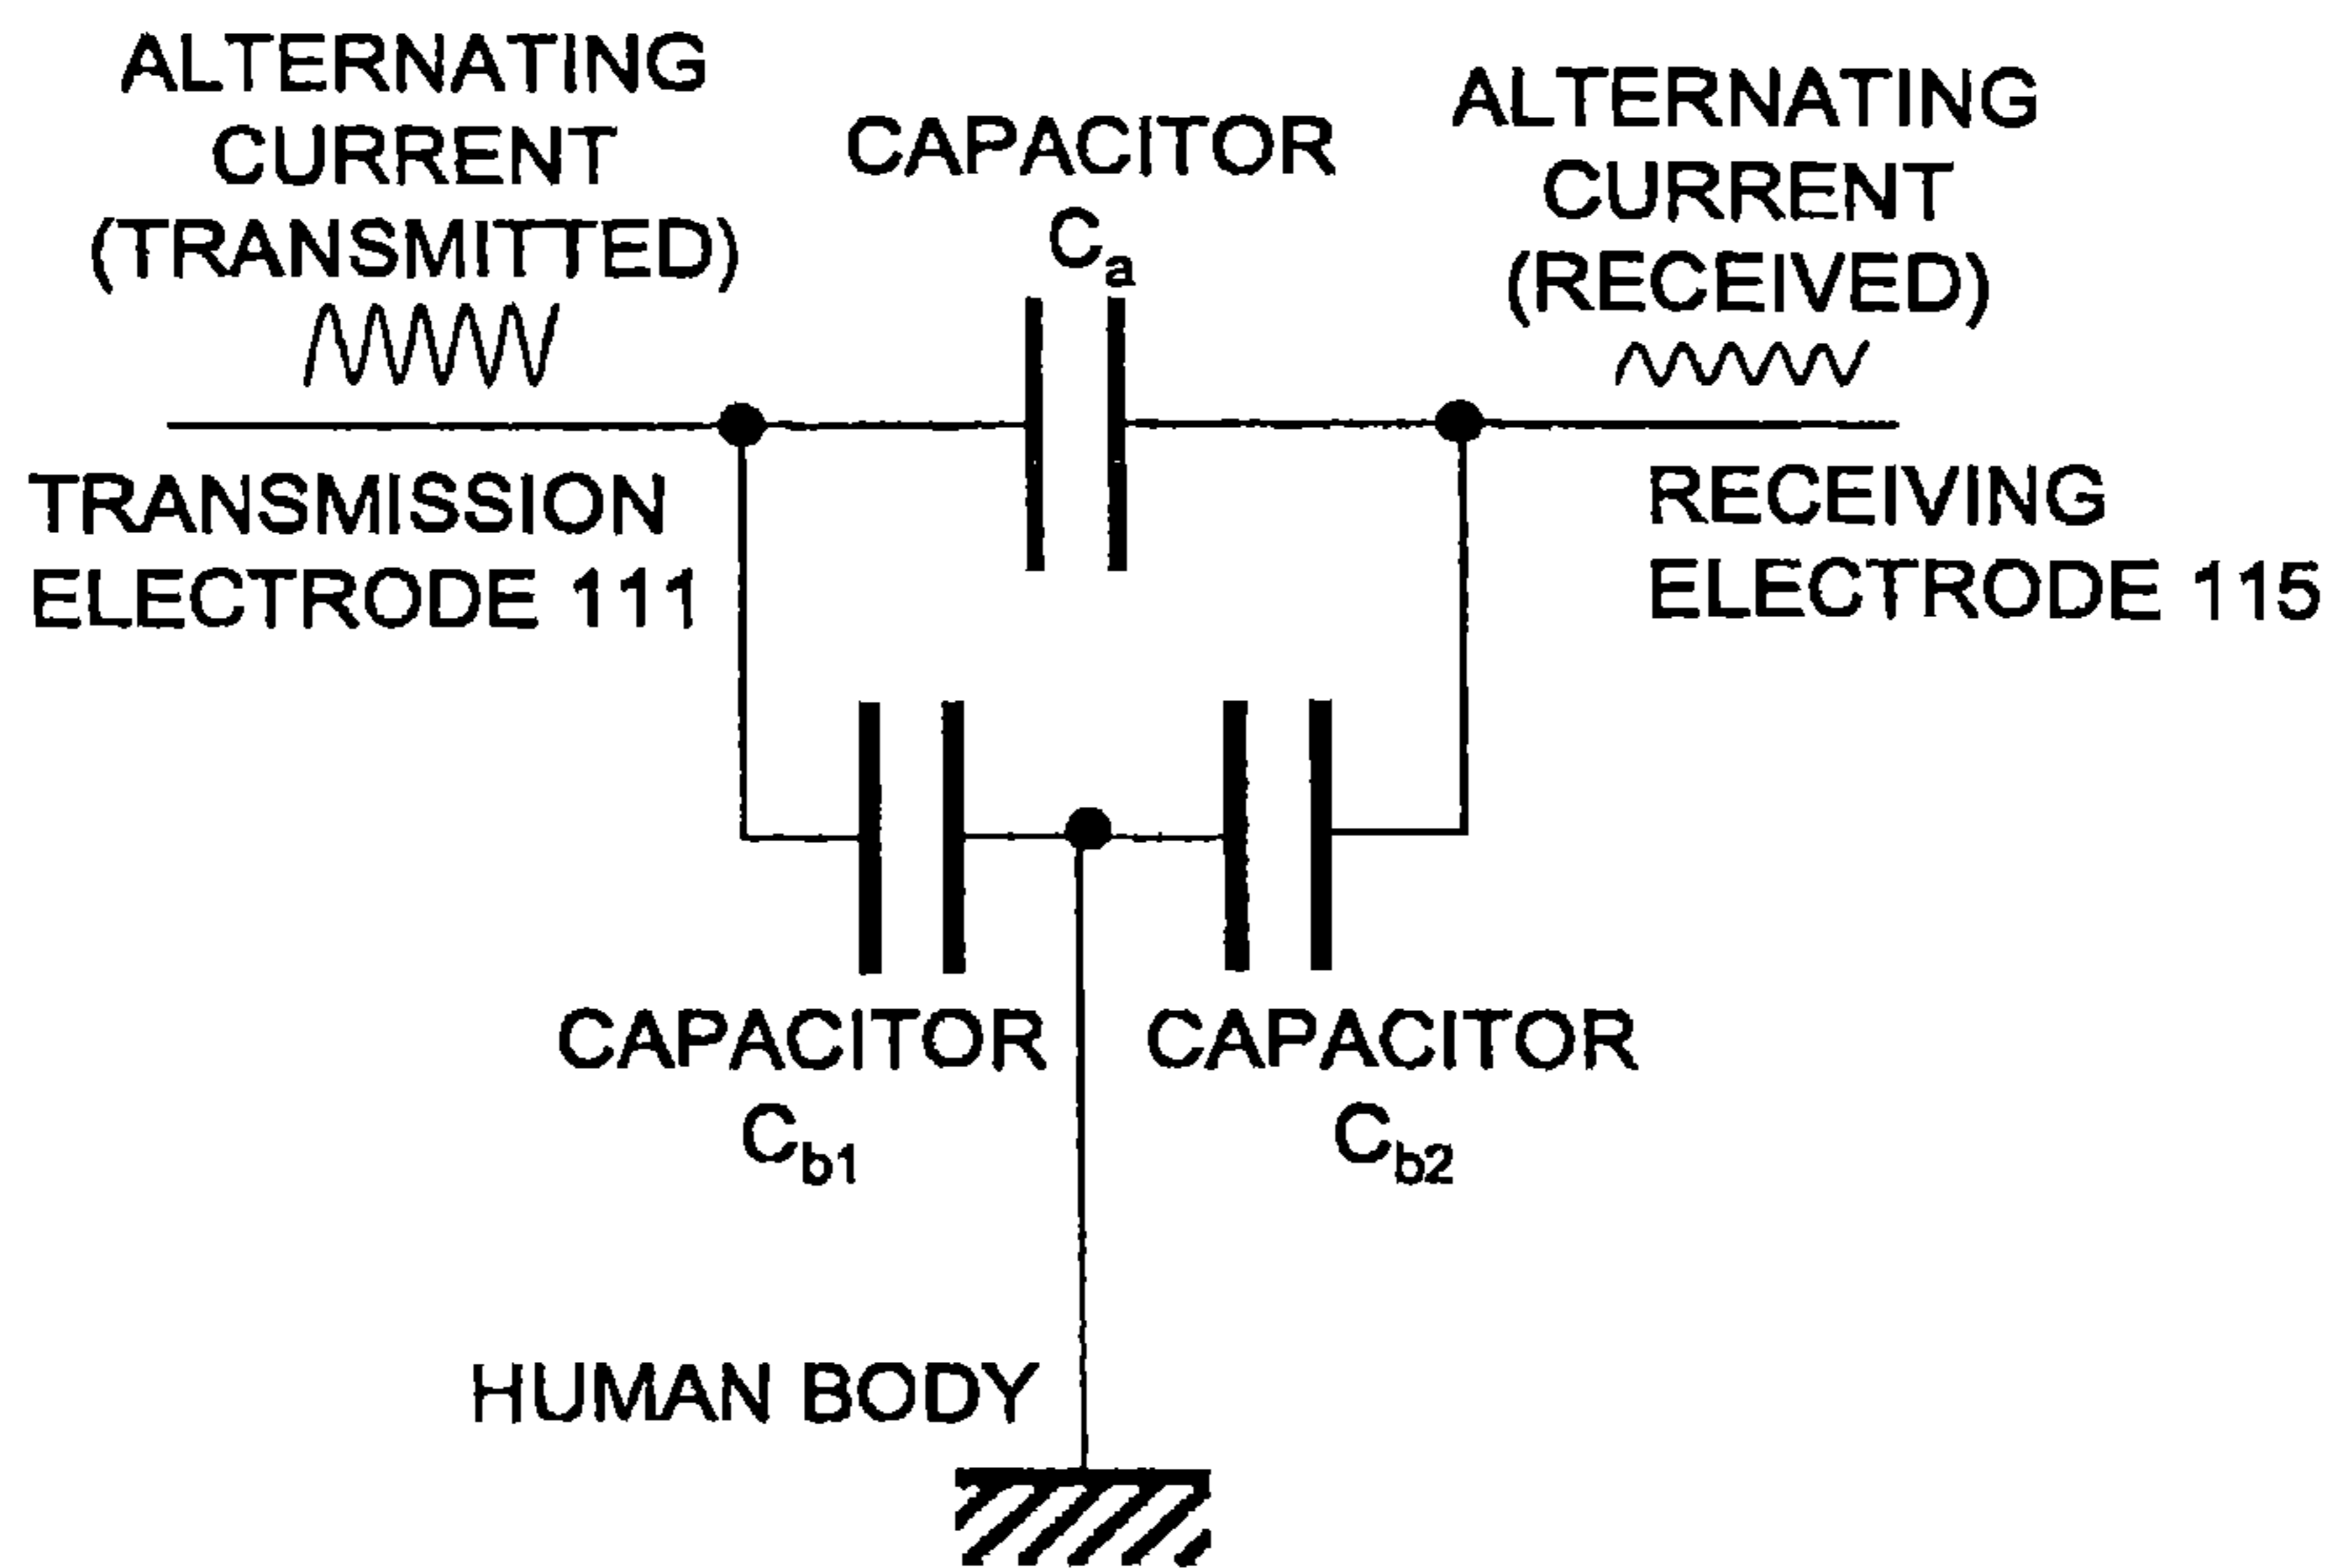 ALTERNATING
CURRENT
(TRANSMITTED)
CAPACITOR
Ca
ALTERNATING
CURRENT
(RECEIVED)
TRANSMISSION
ELECTRODE 111
RECEIVING
ELECTRODE 115
CAPACITOR
Cb1
CAPACITOR
Cb2
HUMAN BODY